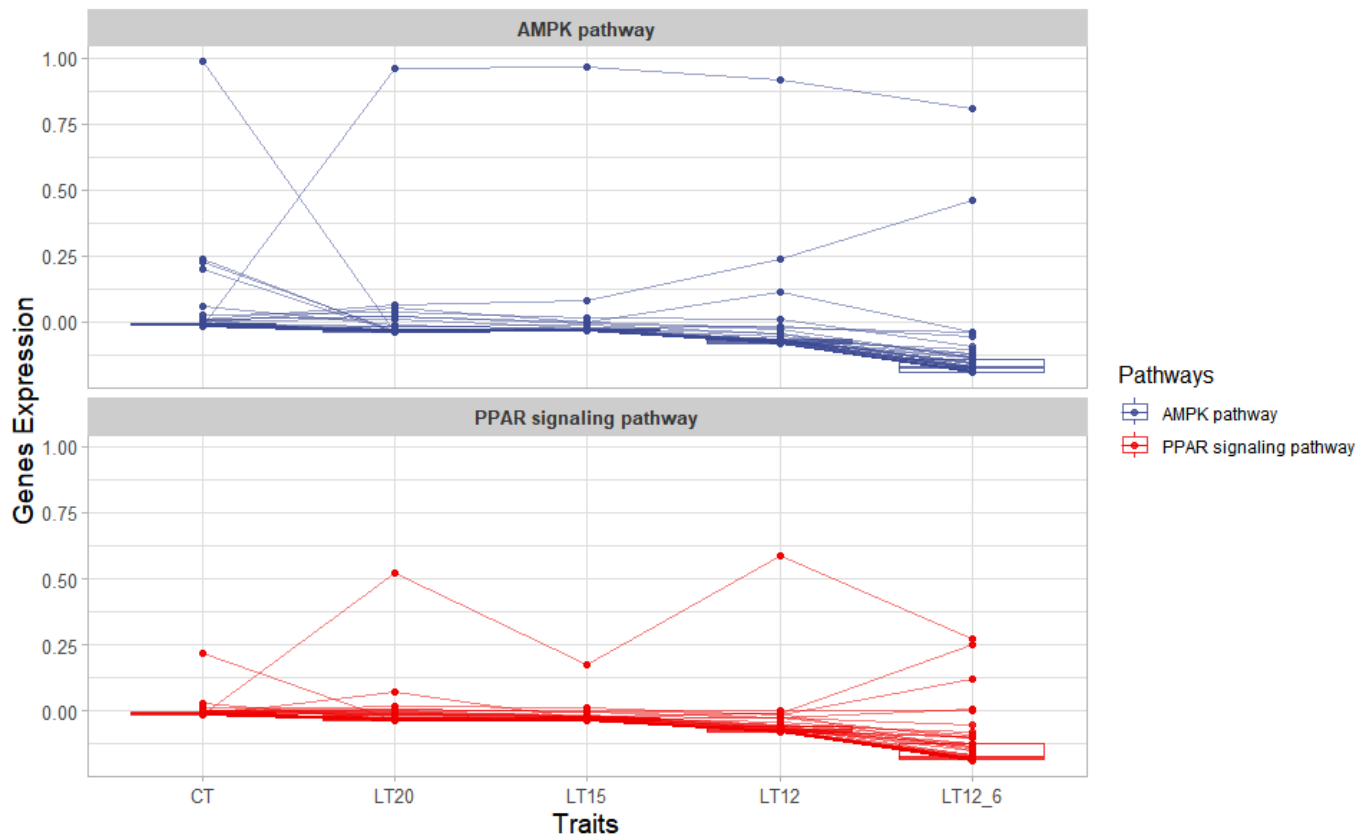 AMPK pathway
1.00
0.75
0.50
0.25
0.00
PPAR signaling pathway
1.00
0.75
0.50
0.25
0.00
Genes Expression
CT LT20 LT15 LT12 LT12_6
Traits
Pathways
AMPK pathway
PPAR signaling pathway